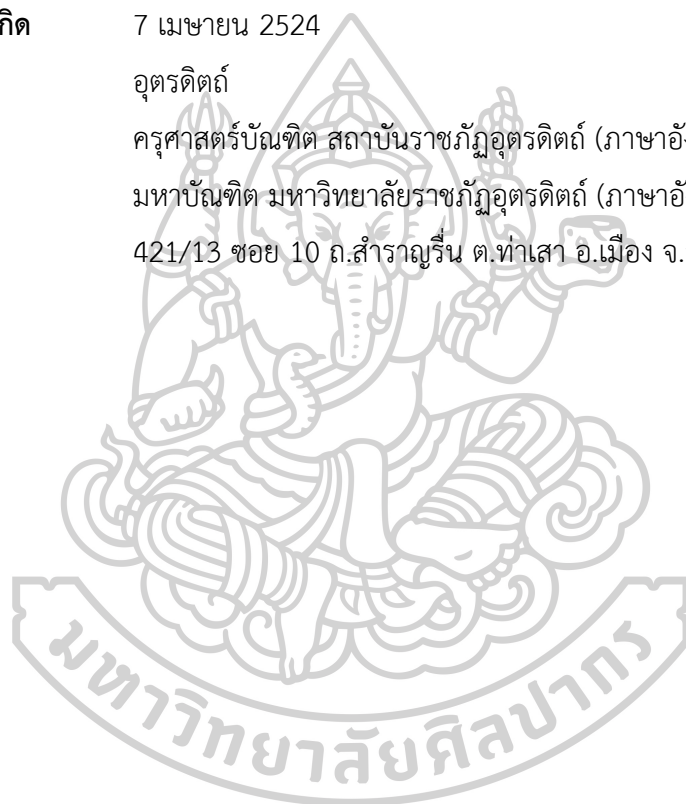 กิด 7 เมษายน 2524
อุตรดิตถ์
ครุศาสตร์บัณฑิต สถาบันราชภัฏอุตรดิตถ์ (ภาษาอั
มหาบัณฑิต มหาวิทยาลัยราชภัฏอุตรดิตถ์ (ภาษาอั
421/13 ซอย 10 ถ.สำราญรื่น ต.ท่าเสา อ.เมือง จ.
มหาวิทยาลัยศิลปากร